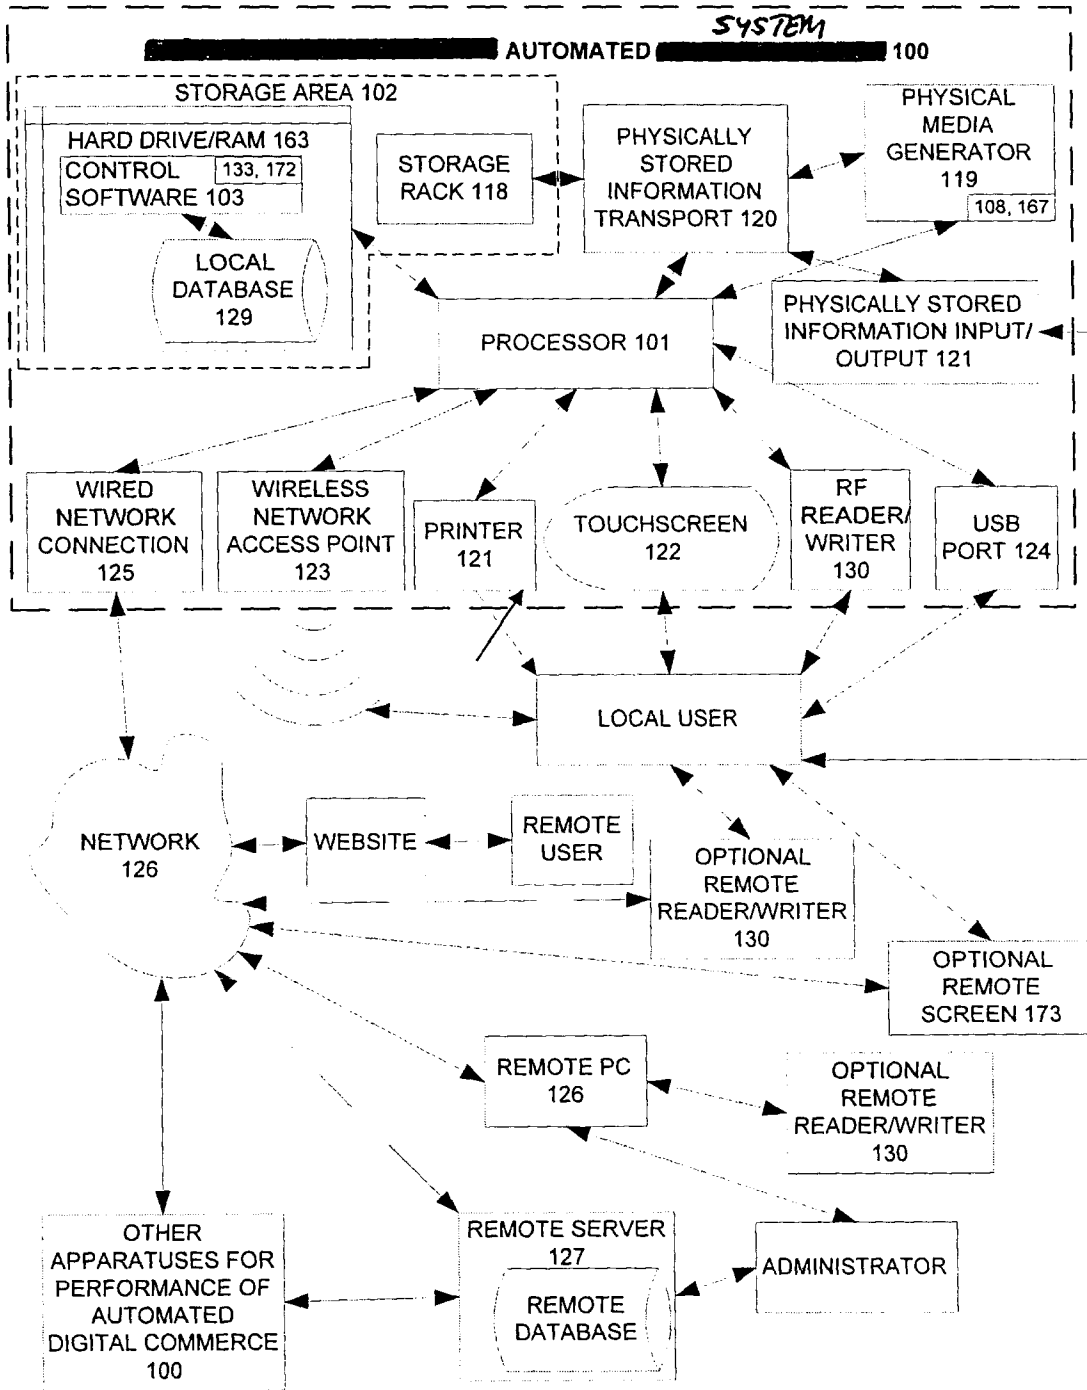 SYSTEM
AUTOMATED 100
STORAGE AREA 102
HARD DRIVE/RAM 163
CONTROL 133, 172
SOFTWARE 103
LOCAL
DATABASE
129
STORAGE
RACK 118
PHYSICALLY
STORED
INFORMATION
TRANSPORT 120
PHYSICAL
MEDIA
GENERATOR
119
108, 167
PROCESSOR 101
PHYSICALLY STORED
INFORMATION INPUT/
OUTPUT 121
WIRED
NETWORK
CONNECTION
125
WIRELESS
NETWORK
ACCESS POINT
123
PRINTER
121
TOUCHSCREEN
122
RF
READER/
WRITER
130
USB
PORT 124
LOCAL USER
NETWORK
126
WEBSITE
REMOTE
USER
OPTIONAL
REMOTE
READER/WRITER
130
OPTIONAL
REMOTE
SCREEN 173
REMOTE PC
126
OPTIONAL
REMOTE
READER/WRITER
130
OTHER
APPARATUSES FOR
PERFORMANCE OF
AUTOMATED
DIGITAL COMMERCE
100
REMOTE SERVER
127
REMOTE
DATABASE
ADMINISTRATOR